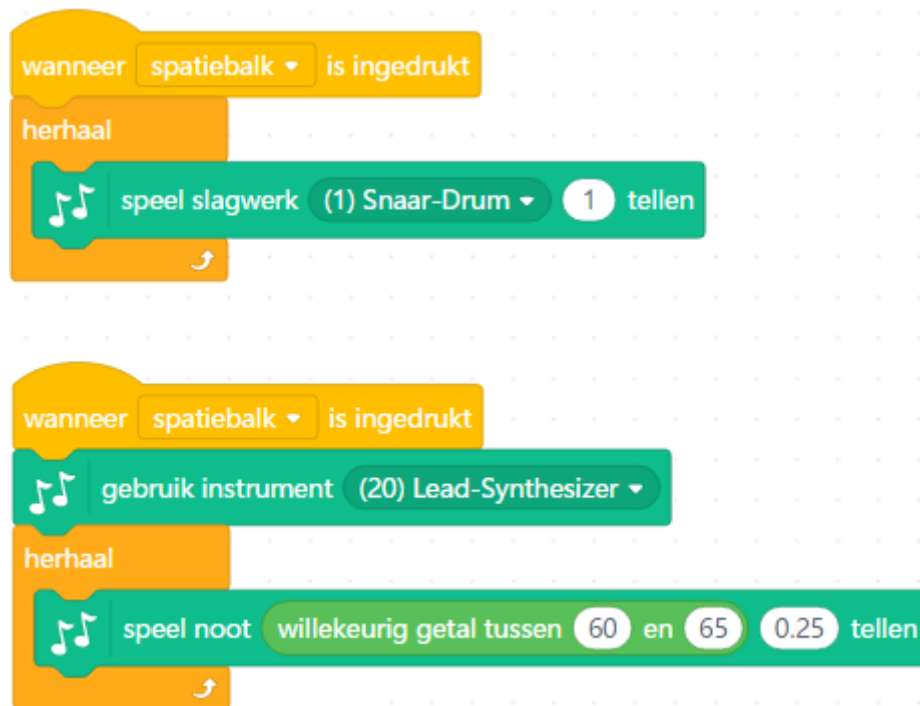 wanneer spatiebalk is ingedrukt
herhaal
speel slagwerk (1) Snaar-Drum 1 tellen
wanneer spatiebalk is ingedrukt
gebruik instrument (20) Lead-Synthesizer
herhaal
speel noot willekeurig getal tussen 60 en 65 0.25 tellen